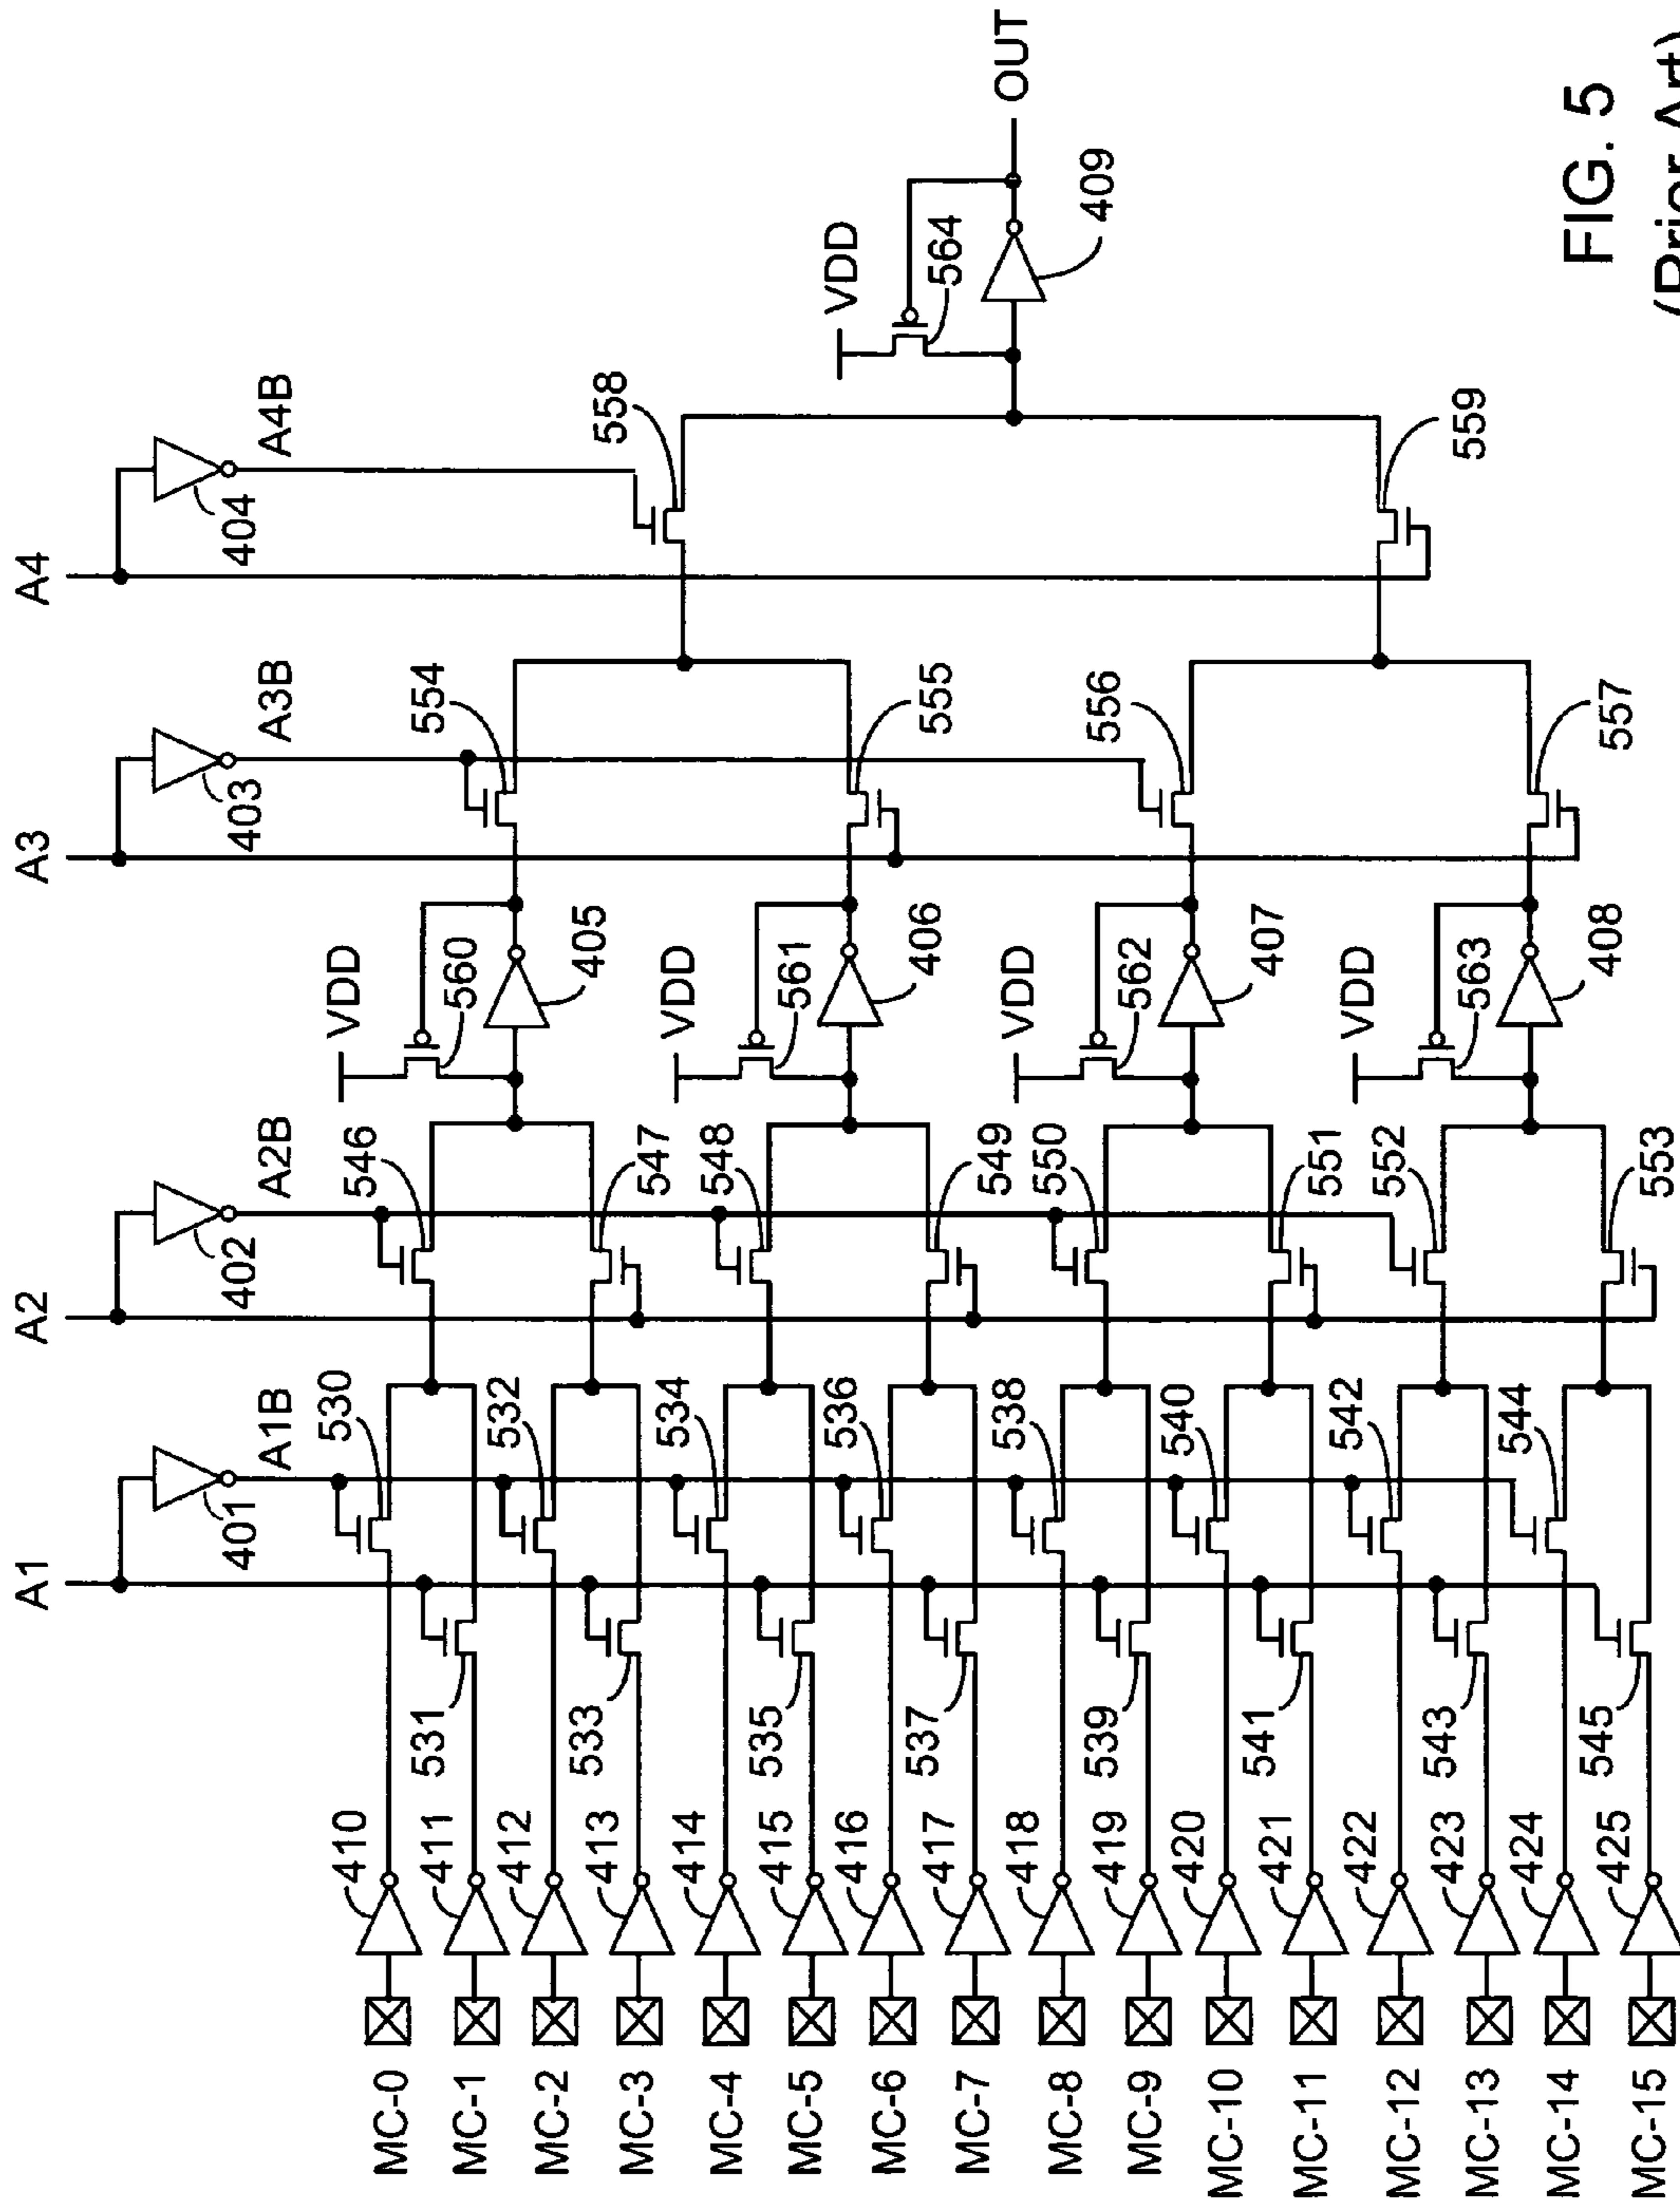 A1
A2
A3
A4
401
A1B
402
A2B
403
A3B
404
A4B
MC-0
MC-1
MC-2
MC-3
MC-4
MC-5
MC-6
MC-7
MC-8
MC-9
MC-10
MC-11
MC-12
MC-13
MC-14
MC-15
410
411
412
413
414
415
416
417
418
419
420
421
422
423
424
425
531
533
535
537
539
541
543
545
530
532
534
536
538
540
542
544
546
547
548
549
550
551
552
553
VDD
560
405
VDD
561
406
VDD
562
407
VDD
563
408
554
555
556
557
558
559
VDD
564
409
OUT
FIG. 5
(Prior Art)